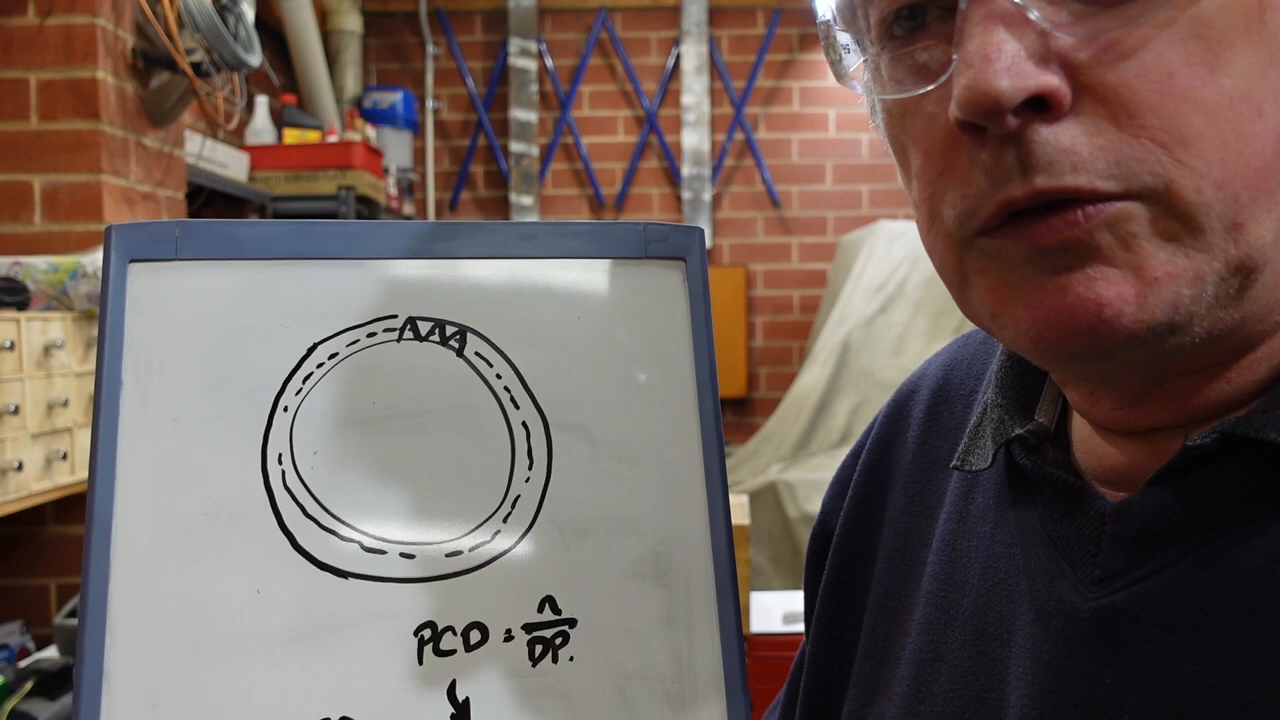 PCD = n
DP.